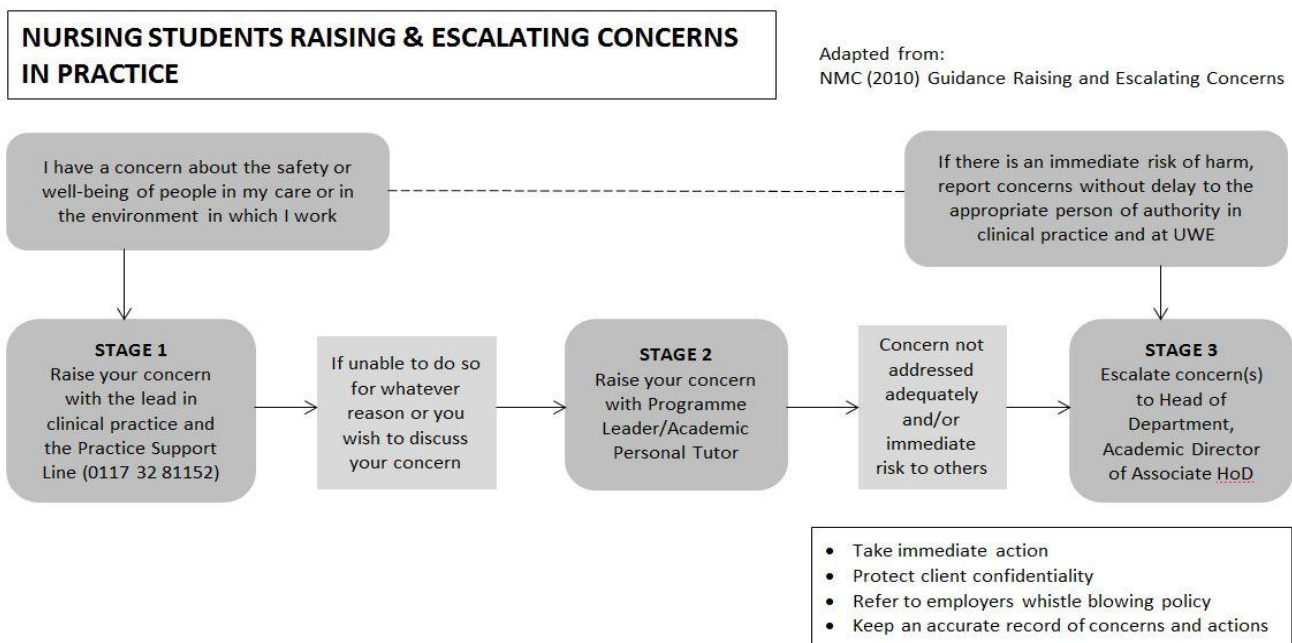 NURSING STUDENTS RAISING & ESCALATING CONCERNS
IN PRACTICE
Adapted from:
NMC (2010) Guidance Raising and Escalating Concerns
I have a concern about the safety or
well-being of people in my care or in
the environment in which I work
If there is an immediate risk of harm,
report concerns without delay to the
appropriate person of authority in
clinical practice and at UWE
STAGE 1
Raise your concern
with the lead in
clinical practice and
the Practice Support
Line (0117 32 81152)
If unable to do so
for whatever
reason or you
wish to discuss
your concern
STAGE 2
Raise your concern
with Programme
Leader/Academic
Personal Tutor
Concern not
addressed
adequately
and/or
immediate
risk to others
STAGE 3
Escalate concern(s)
to Head of
Department,
Academic Director
of Associate HoD
• Take immediate action
• Protect client confidentiality
• Refer to employers whistle blowing policy
• Keep an accurate record of concerns and actions